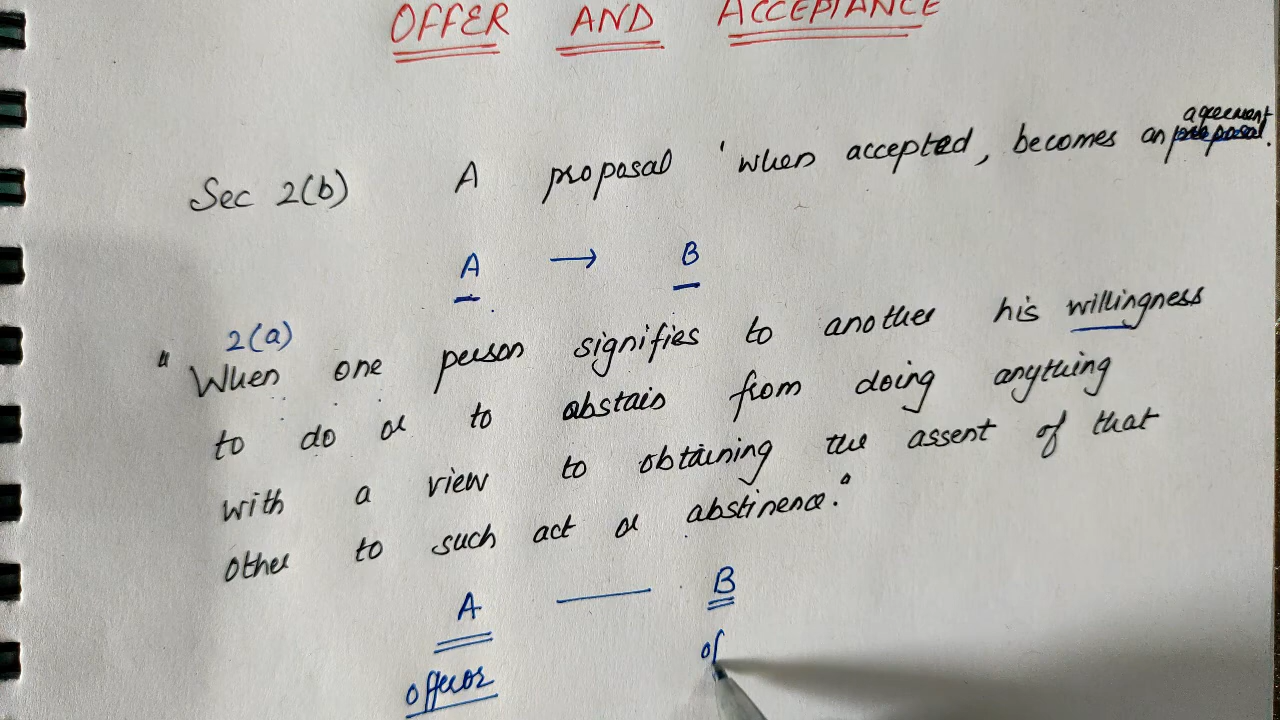 OFFER AND ACCEPTANCE
agreement
Sec 2(b) A proposal 'when accepted, becomes an proposal.
A → B
2(a)
"When one person signifies to another his willingness
to do or to abstain from doing anything
with a view to obtaining the assent of that
other to such act or abstinence."
A — B
offeror of